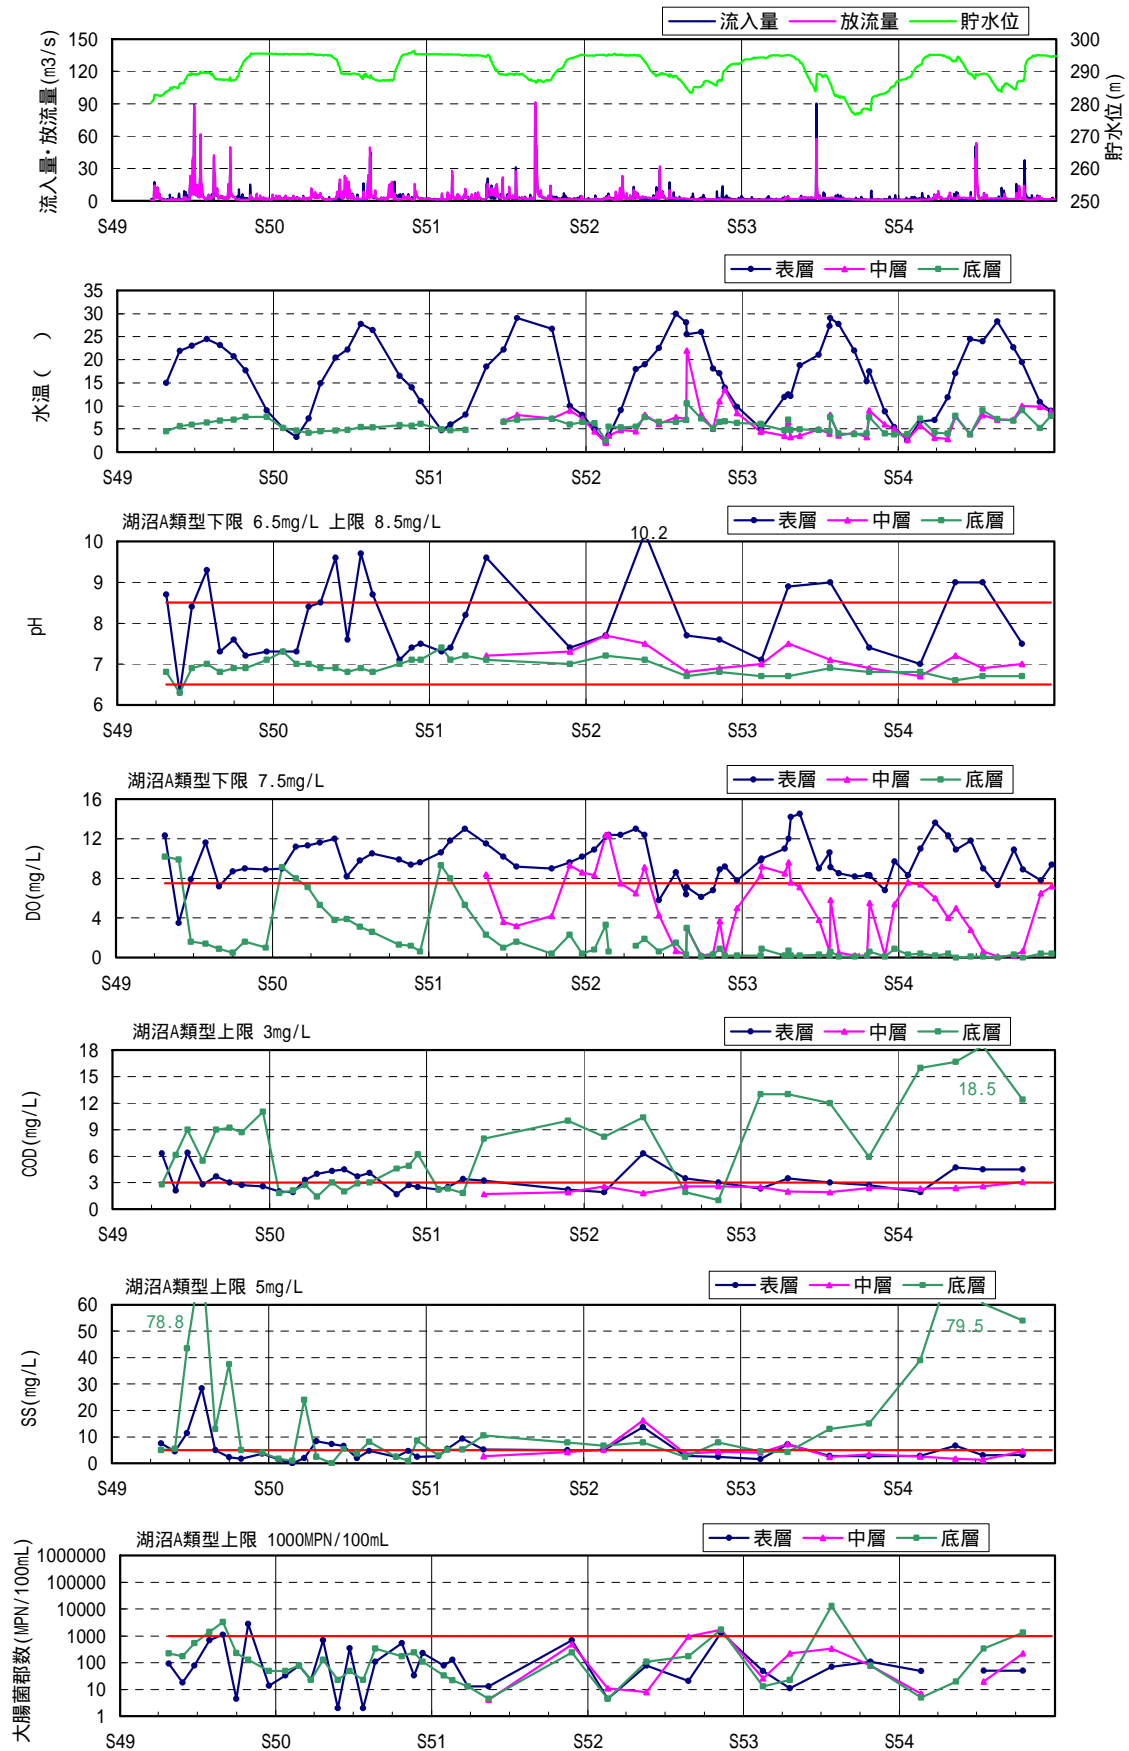 流入量 放流量 貯水位
流入量・放流量(m3/s)
150
120
90
60
30
0
300
290
280
270
260
250
貯水位(m)
S49 S50 S51 S52 S53 S54
表層 中層 底層
水温( )
35
30
25
20
15
10
5
0
S49 S50 S51 S52 S53 S54
湖沼A類型下限 6.5mg/L 上限 8.5mg/L
表層 中層 底層
10.2
pH
10
9
8
7
6
S49 S50 S51 S52 S53 S54
湖沼A類型下限 7.5mg/L
表層 中層 底層
DO(mg/L)
16
12
8
4
0
S49 S50 S51 S52 S53 S54
湖沼A類型上限 3mg/L
表層 中層 底層
COD(mg/L)
18
15
12
9
6
3
0
18.5
S49 S50 S51 S52 S53 S54
湖沼A類型上限 5mg/L
表層 中層 底層
SS(mg/L)
60
50
40
30
20
10
0
78.8
79.5
S49 S50 S51 S52 S53 S54
湖沼A類型上限 1000MPN/100mL
表層 中層 底層
大腸菌郡数(MPN/100mL)
1000000
100000
10000
1000
100
10
1
S49 S50 S51 S52 S53 S54